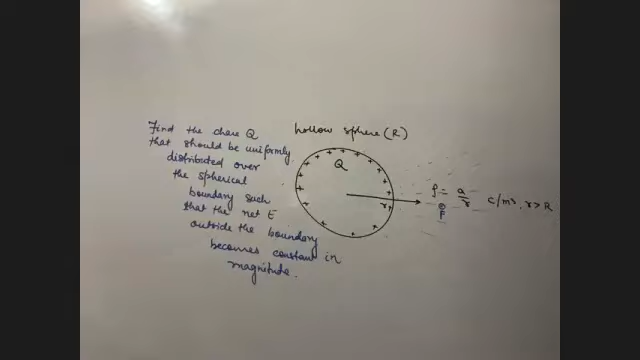 Find the chare Q
that should be uniformly
distributed over
the spherical
boundary such
that the net E
outside the boundary
becomes constant in
magnitude.
hollow sphere (R)
Q
r
ρ = a/r C/m³, r > R
P